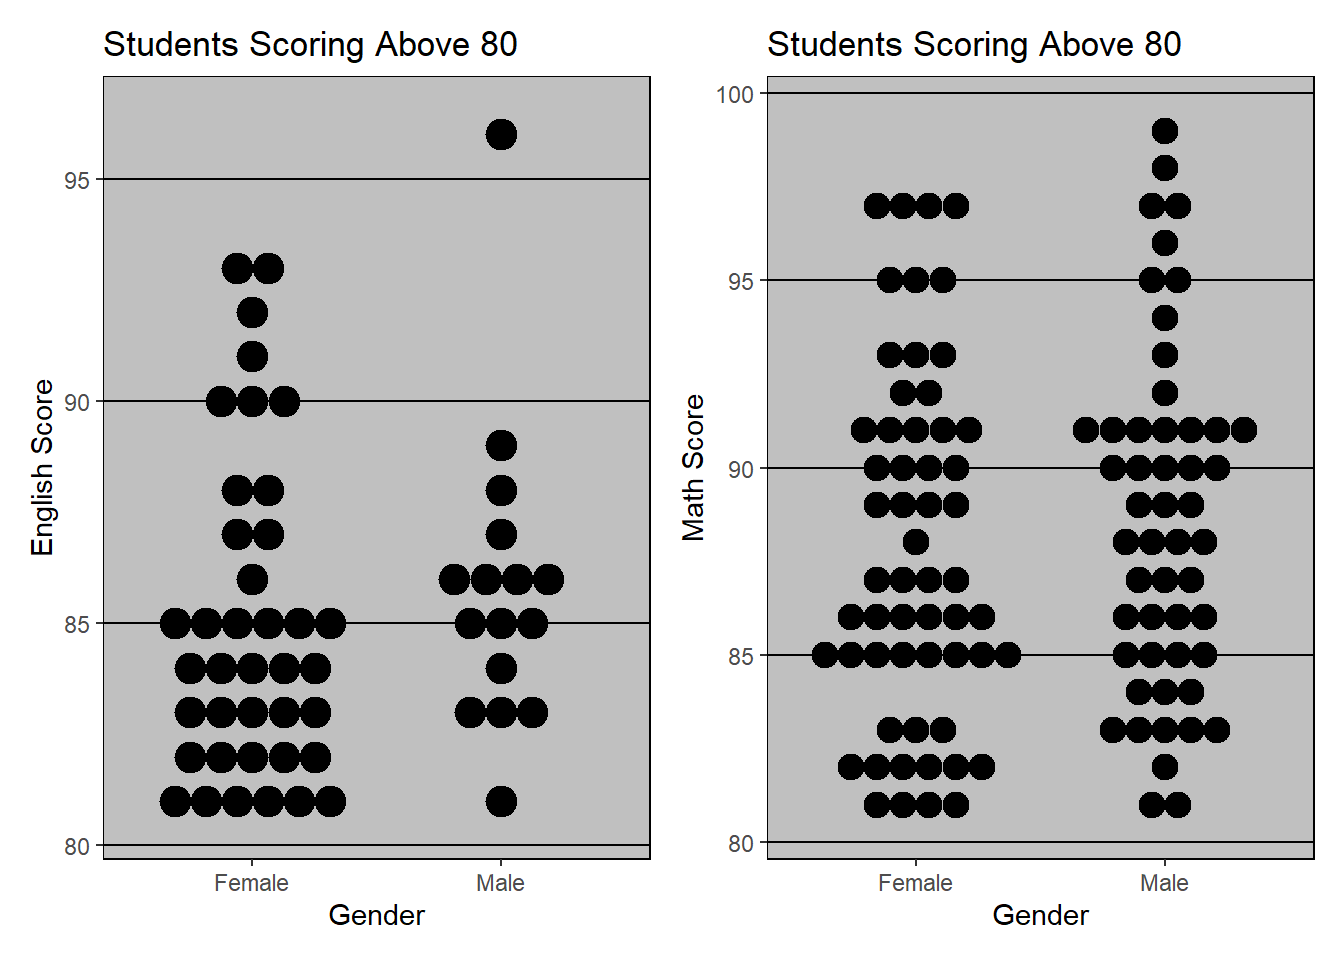 Students Scoring Above 80
English Score
95
90
85
80
Female
Male
Gender
Students Scoring Above 80
Math Score
100
95
90
85
80
Female
Male
Gender